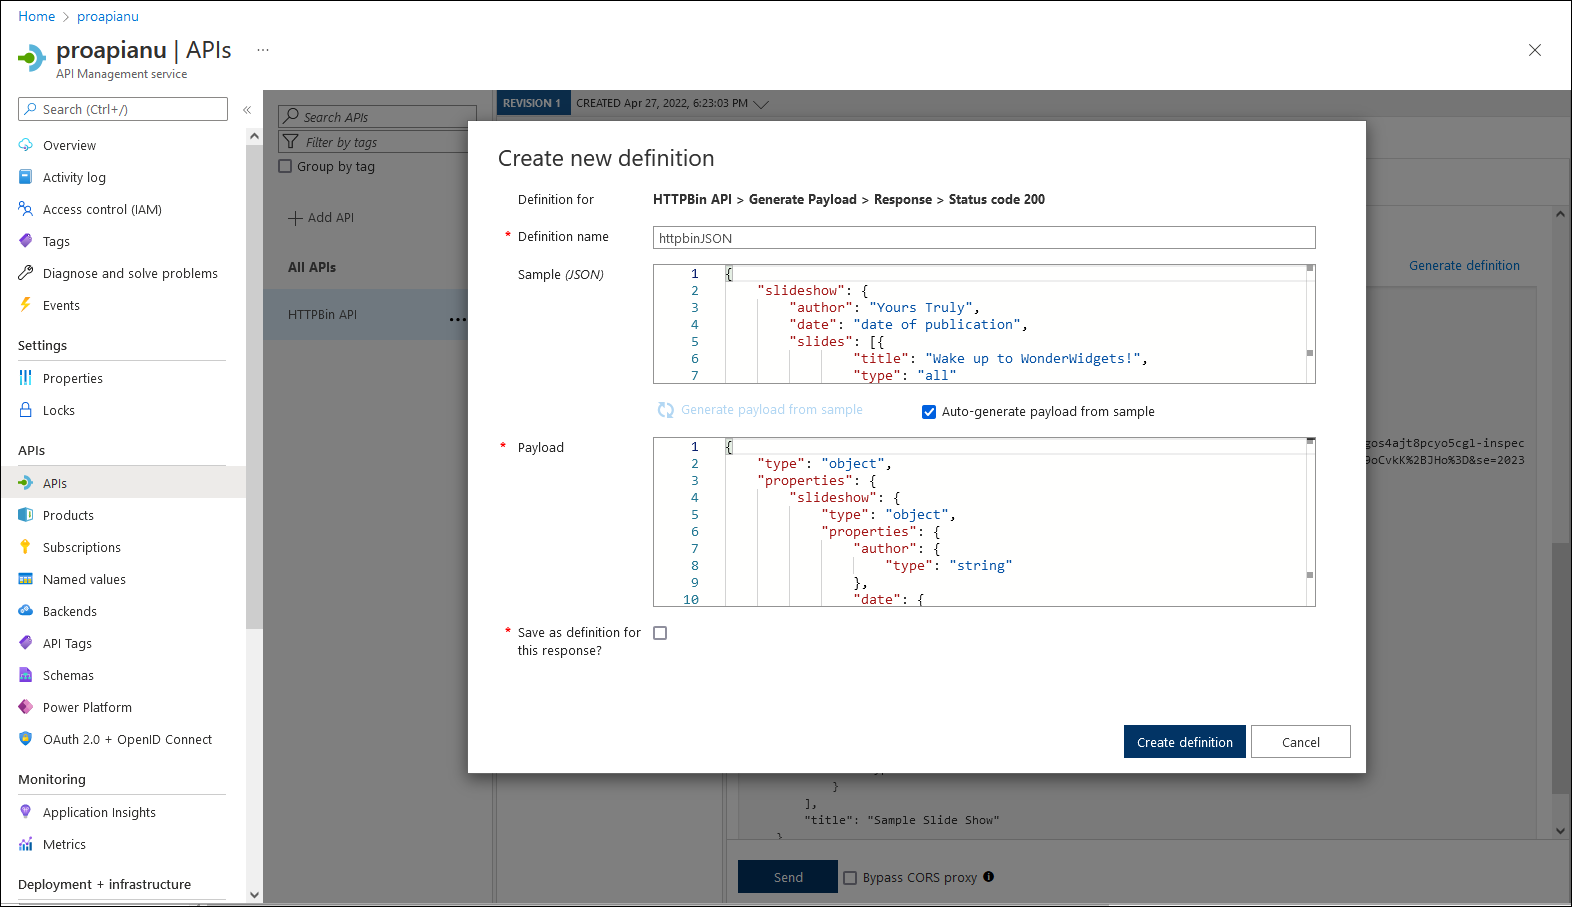 Home > proapianu
proapianu | APIs ...
API Management service
Search (Ctrl+/)
«
Overview
Activity log
Access control (IAM)
Tags
Diagnose and solve problems
Events
Settings
Properties
Locks
APIs
APIs
Products
Subscriptions
Named values
Backends
API Tags
Schemas
Power Platform
OAuth 2.0 + OpenID Connect
Monitoring
Application Insights
Metrics
Deployment + infrastructure
Search APIs
Filter by tags
Group by tag
+ Add API
All APIs
HTTPBin API ...
REVISION 1 CREATED Apr 27, 2022, 6:23:03 PM
Create new definition
Definition for HTTPBin API > Generate Payload > Response > Status code 200
* Definition name httpbinJSON
Sample (JSON)
1 {
2 "slideshow": {
3 "author": "Yours Truly",
4 "date": "date of publication",
5 "slides": [{
6 "title": "Wake up to WonderWidgets!",
7 "type": "all"
Generate payload from sample
Auto-generate payload from sample
* Payload
1 {
2 "type": "object",
3 "properties": {
4 "slideshow": {
5 "type": "object",
6 "properties": {
7 "author": {
8 "type": "string"
9 },
10 "date": {
* Save as definition for
this response?
Create definition
Cancel
Generate definition
gos4ajt8pcyo5cgl-inspec
9oCvkK%2BJHo%3D&se=2023
}
],
"title": "Sample Slide Show"
}
Send
Bypass CORS proxy